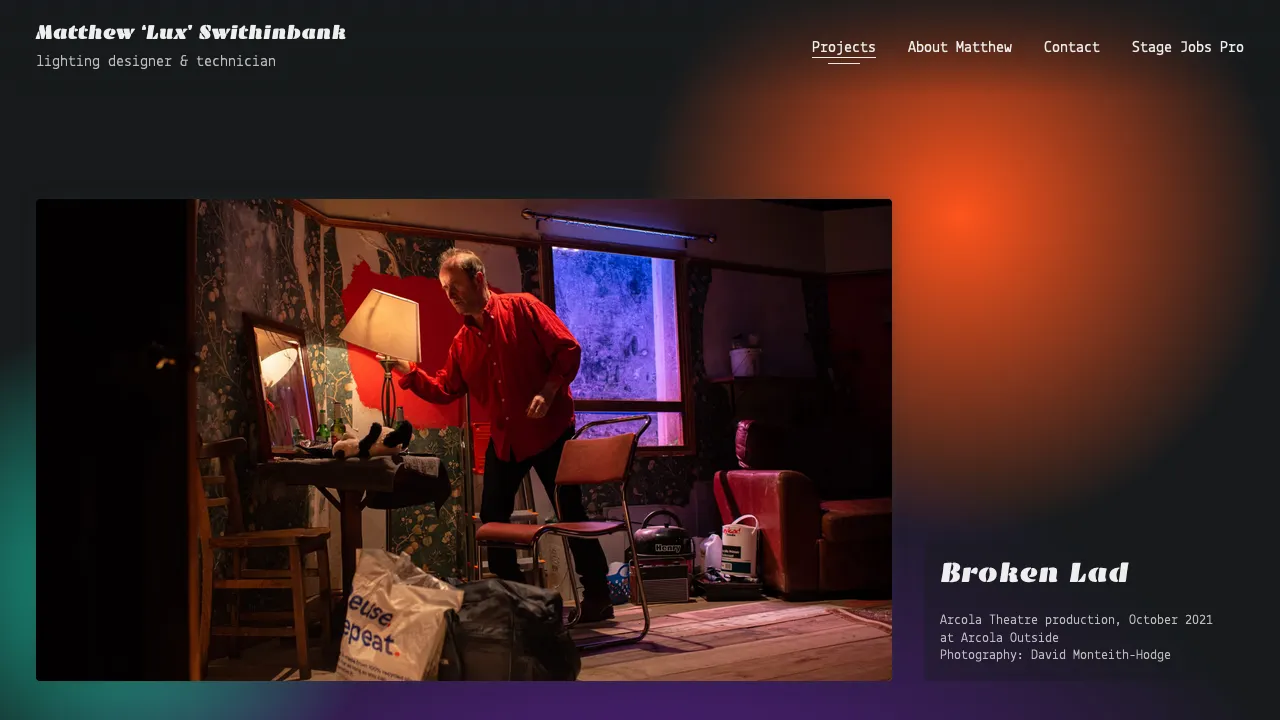 Matthew ‘Lux’ Swithinbank
lighting designer & technician
Projects
About Matthew
Contact
Stage Jobs Pro
Henry
euse
epeat.
Broken Lad
Arcola Theatre production, October 2021
at Arcola Outside
Photography: David Monteith-Hodge